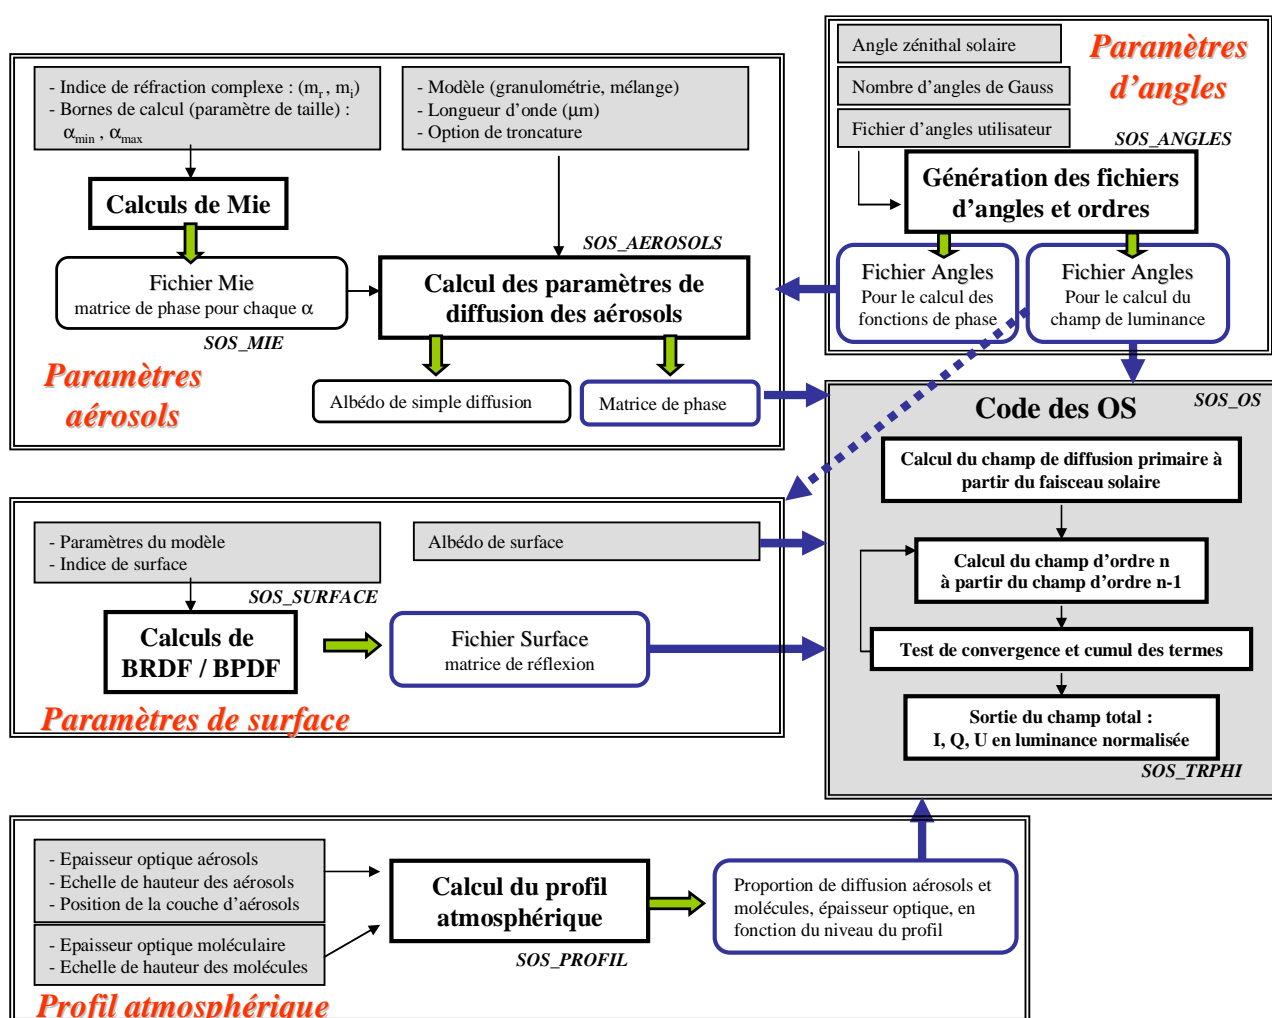 - Indice de réfraction complexe : (mr , mi)
- Bornes de calcul (paramètre de taille) :
αmin , αmax
- Modèle (granulométrie, mélange)
- Longueur d’onde (μm)
- Option de troncature
Calculs de Mie
SOS_AEROSOLS
Fichier Mie
matrice de phase pour chaque α
SOS_MIE
Calcul des paramètres de
diffusion des aérosols
Paramètres
aérosols
Albédo de simple diffusion
Matrice de phase
Angle zénithal solaire
Nombre d’angles de Gauss
Fichier d’angles utilisateur
Paramètres
d’angles
SOS_ANGLES
Génération des fichiers
d’angles et ordres
Fichier Angles
Pour le calcul des
fonctions de phase
Fichier Angles
Pour le calcul du
champ de luminance
Code des OS
SOS_OS
Calcul du champ de diffusion primaire à
partir du faisceau solaire
Calcul du champ d’ordre n
à partir du champ d’ordre n-1
Test de convergence et cumul des termes
Sortie du champ total :
I, Q, U en luminance normalisée
SOS_TRPHI
- Paramètres du modèle
- Indice de surface
Albédo de surface
SOS_SURFACE
Calculs de
BRDF / BPDF
Fichier Surface
matrice de réflexion
Paramètres de surface
- Epaisseur optique aérosols
- Echelle de hauteur des aérosols
- Position de la couche d’aérosols
- Epaisseur optique moléculaire
- Echelle de hauteur des molécules
Calcul du profil
atmosphérique
SOS_PROFIL
Proportion de diffusion aérosols et
molécules, épaisseur optique, en
fonction du niveau du profil
Profil atmosphérique